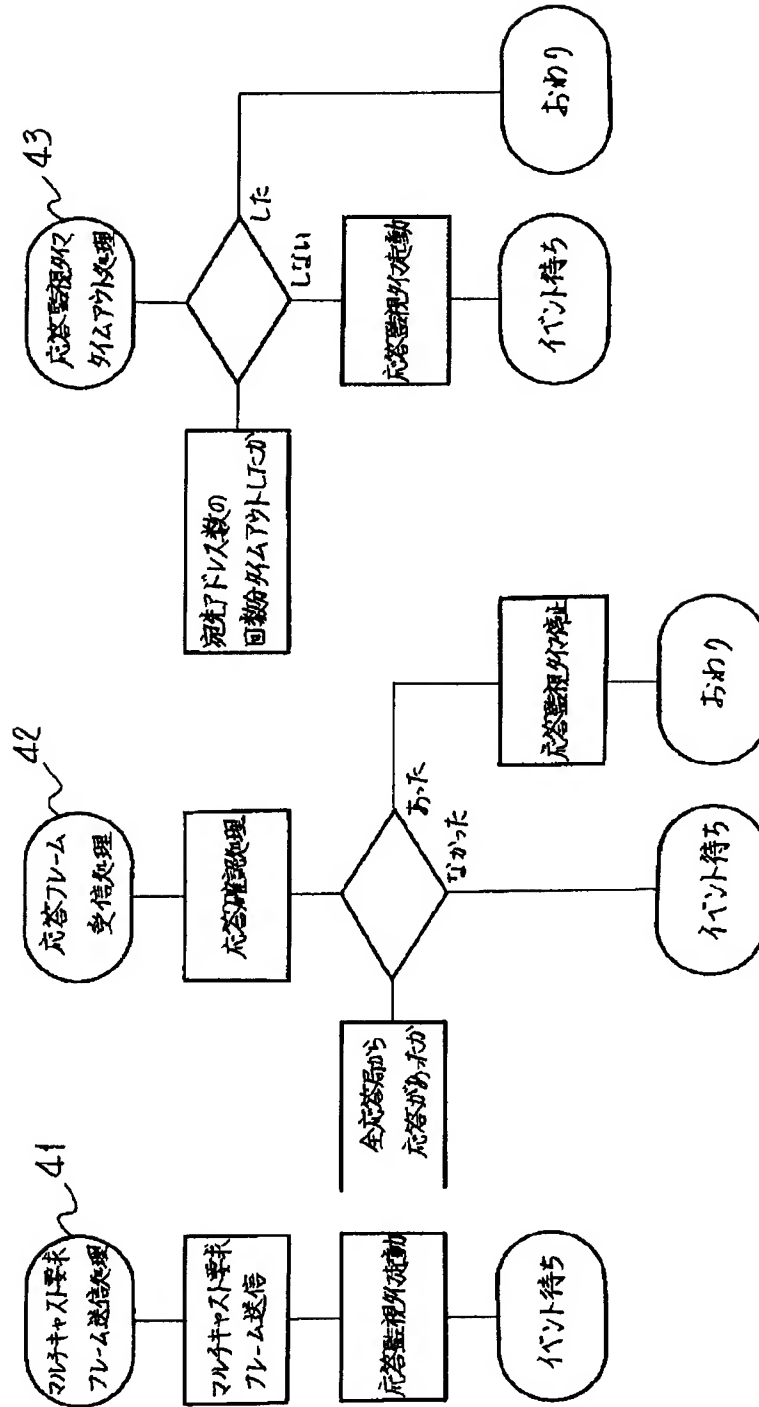 41
マルチキャスト要求
フレーム送信処理
マルチキャスト要求
フレーム送信
応答監視タイマ起動
イベント待ち
42
応答フレーム
受信処理
応答確認処理
全応答局から
応答があったか
あった
なかった
応答監視タイマ停止
イベント待ち
おわり
43
応答監視タイマ
タイムアウト処理
宛先アドレス数の
回数分タイムアウトしたか
した
しない
応答監視タイマ起動
イベント待ち
おわり